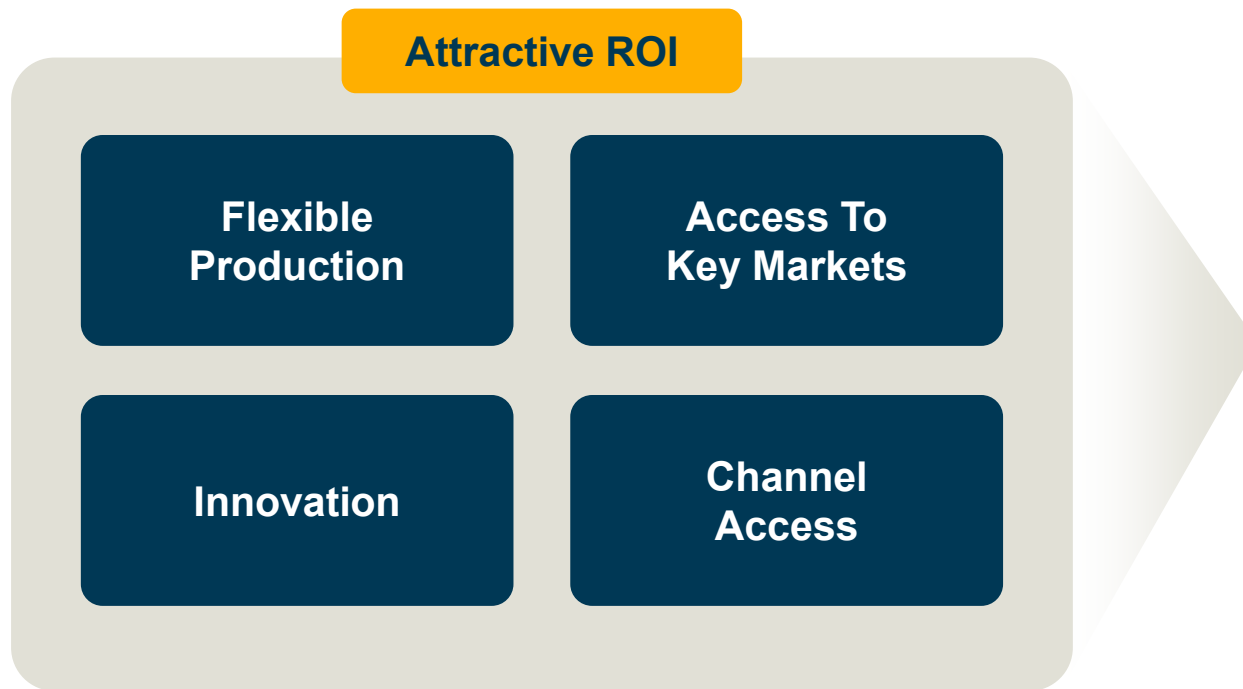 Attractive ROI
Flexible
Production
Access To
Key Markets
Innovation
Channel
Access